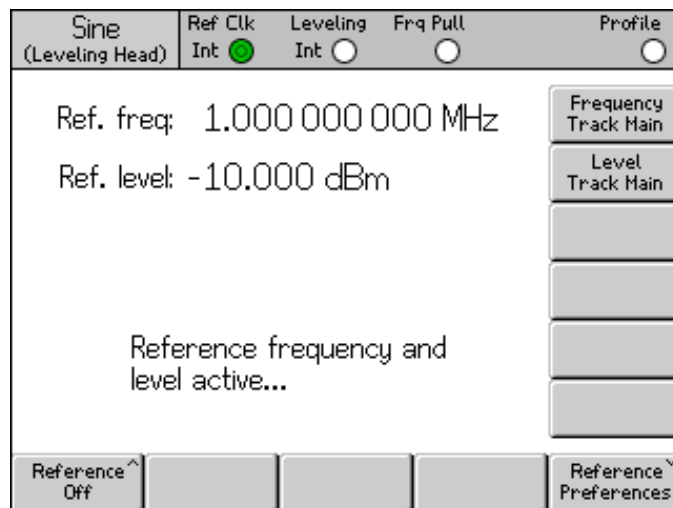 Sine
(Leveling Head)
Ref Clk
Int
Leveling
Int
Frq Pull
Profile
Ref. freq: 1.000 000 000 MHz
Ref. level: -10.000 dBm
Frequency
Track Main
Level
Track Main
Reference frequency and
level active...
Reference^
Off
Reference˅
Preferences